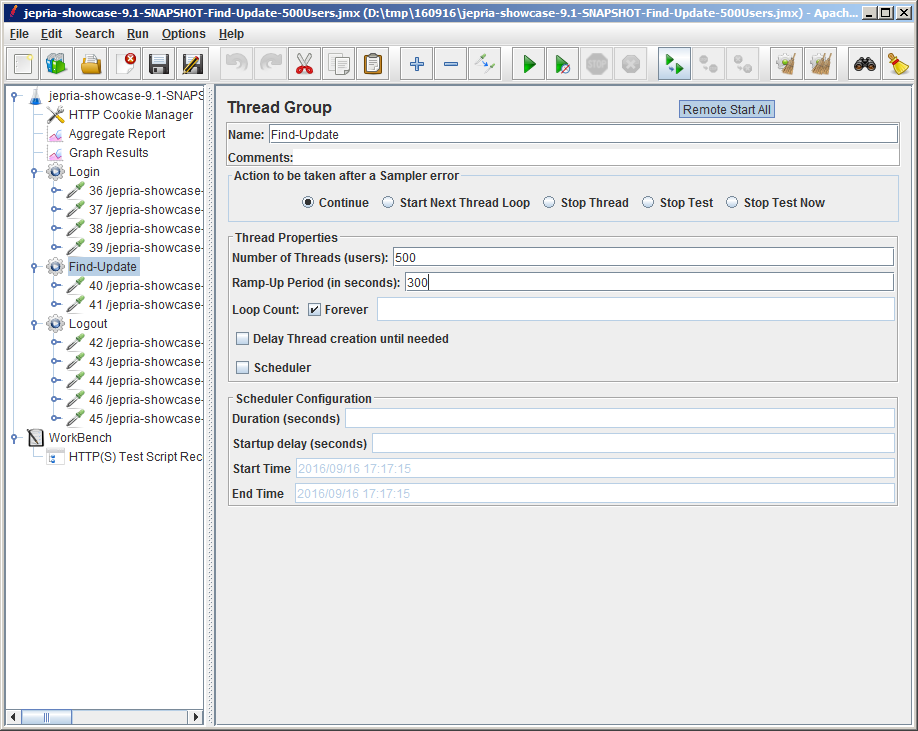 jepria-showcase-9.1-SNAPSHOT-Find-Update-500Users.jmx (D:\tmp\160916\jepria-showcase-9.1-SNAPSHOT-Find-Update-500Users.jmx) - Apach...
File Edit Search Run Options Help
STOP
jepria-showcase-9.1-SNAPS
HTTP Cookie Manager
Aggregate Report
Graph Results
Login
36 /jepria-showcase-
37 /jepria-showcase-
38 /jepria-showcase-
39 /jepria-showcase-
Find-Update
40 /jepria-showcase-
41 /jepria-showcase-
Logout
42 /jepria-showcase-
43 /jepria-showcase-
44 /jepria-showcase-
46 /jepria-showcase-
45 /jepria-showcase-
WorkBench
HTTP(S) Test Script Rec
Thread Group
Remote Start All
Name: Find-Update
Comments:
Action to be taken after a Sampler error
Continue Start Next Thread Loop Stop Thread Stop Test Stop Test Now
Thread Properties
Number of Threads (users): 500
Ramp-Up Period (in seconds): 300
Loop Count: Forever
Delay Thread creation until needed
Scheduler
Scheduler Configuration
Duration (seconds)
Startup delay (seconds)
Start Time 2016/09/16 17:17:15
End Time 2016/09/16 17:17:15